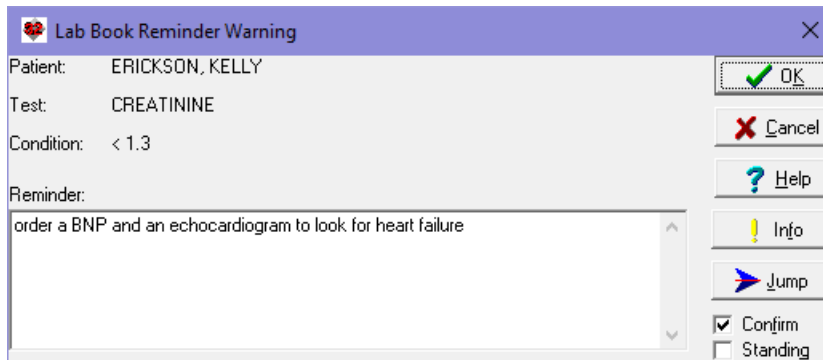 Lab Book Reminder Warning
Patient: ERICKSON, KELLY
Test: CREATININE
Condition: < 1.3
Reminder:
order a BNP and an echocardiogram to look for heart failure
OK
Cancel
Help
Info
Jump
Confirm
Standing